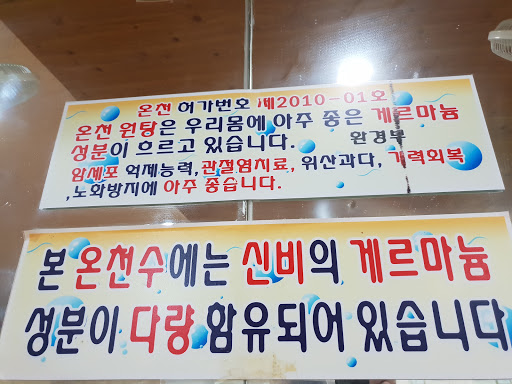 온천 허가번호 제2010-01호
온천 원탕은 우리몸에 아주 좋은 게르마늄
성분이 흐르고 있습니다. 환경부
암세포 억제능력, 관절염치료, 위산과다, 기력회복
,노화방지에 아주 좋습니다.
본 온천수에는 신비의 게르마늄
성분이 다량 함유되어 있습니다